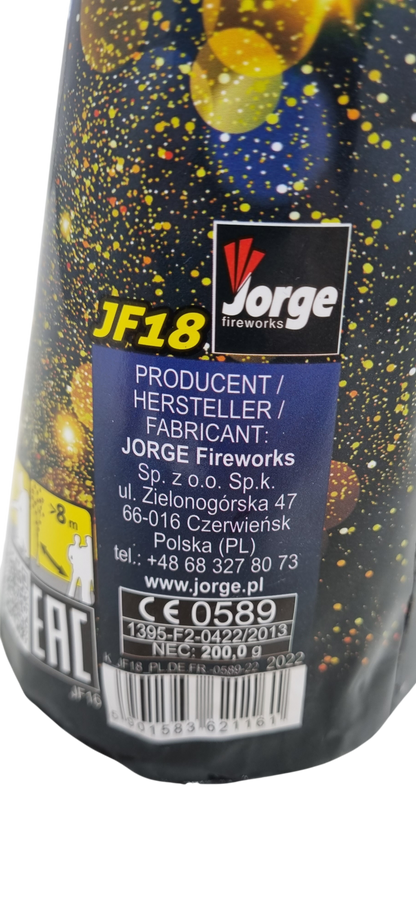 Jorge
fireworks
JF18
PRODUCENT /
HERSTELLER /
FABRICANT:
JORGE Fireworks
Sp. z o.o. Sp.k.
ul. Zielonogórska 47
66-016 Czerwieńsk
Polska (PL)
tel.: +48 68 327 80 73
www.jorge.pl
>8 m
CE 0589
1395-F2-0422/2013
NEC: 200,0 g
EAC
K JF18 PL DE FR -0589-22 2022